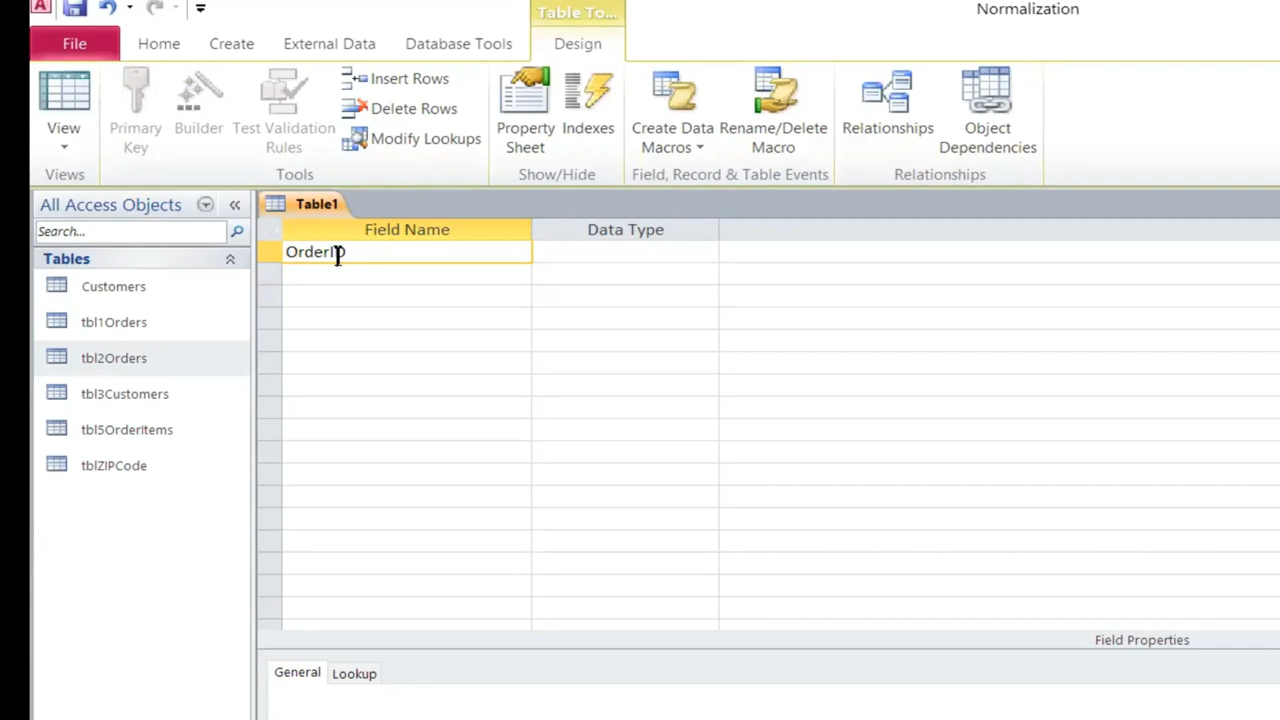 A
Table To...
Normalization
File
Home
Create
External Data
Database Tools
Design
View
Primary Key
Builder
Test Validation Rules
Insert Rows
Delete Rows
Modify Lookups
Property Sheet
Indexes
Create Data Macros
Rename/Delete Macro
Relationships
Object Dependencies
Views
Tools
Show/Hide
Field, Record & Table Events
Relationships
All Access Objects
Search...
Tables
Customers
tbl1Orders
tbl2Orders
tbl3Customers
tbl5OrderItems
tblZIPCode
Table1
Field Name
Data Type
OrderID
Field Properties
General
Lookup